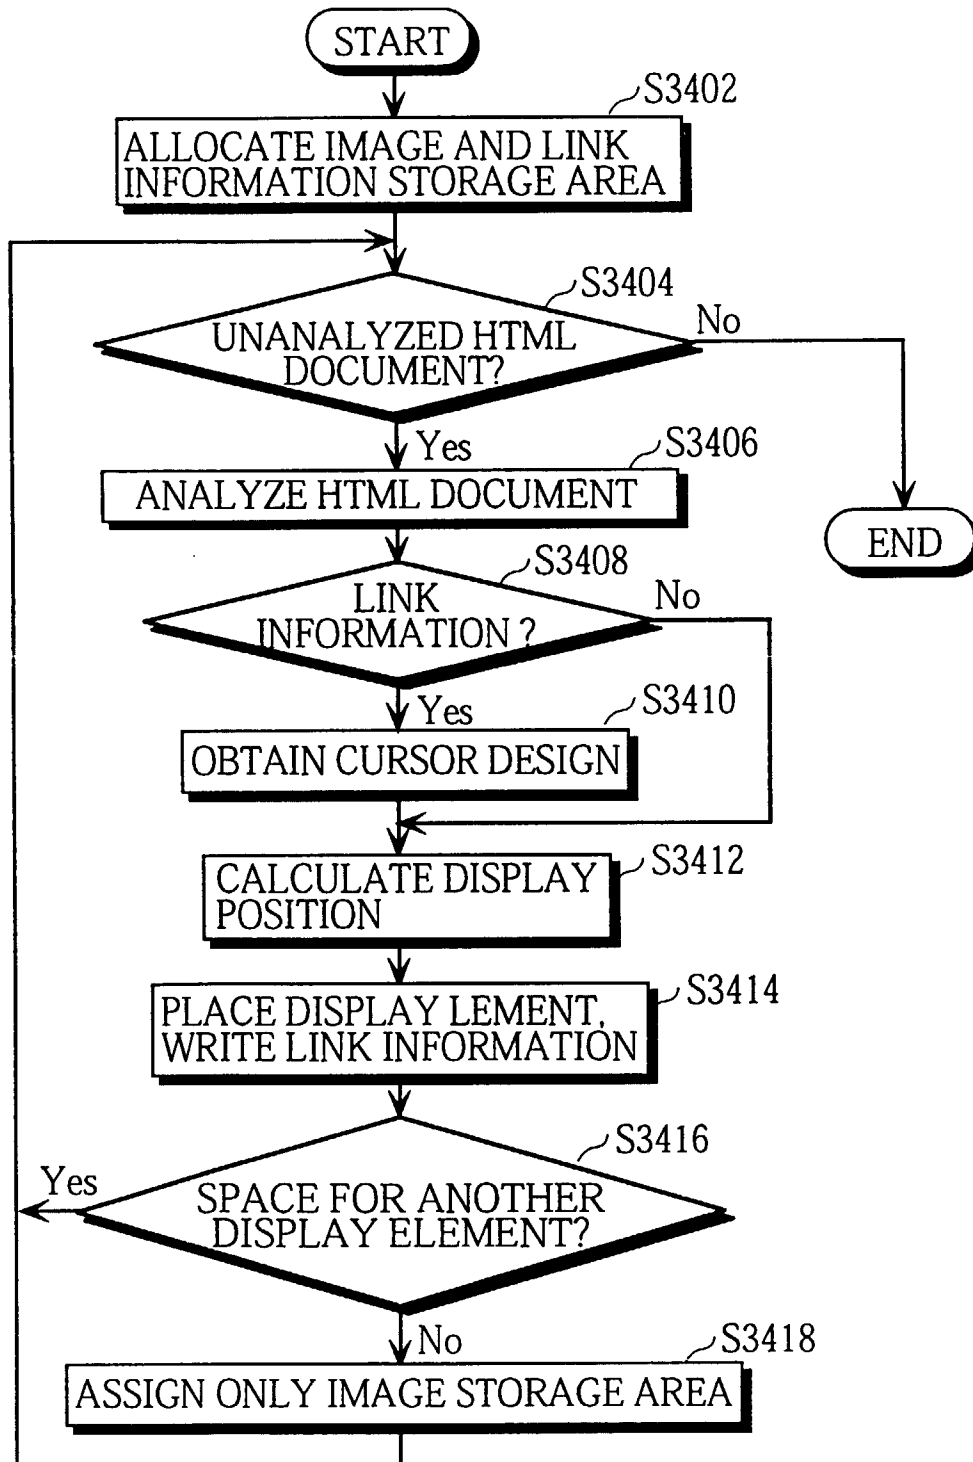 START
S3402
ALLOCATE IMAGE AND LINK
INFORMATION STORAGE AREA
S3404
No
UNANALYZED HTML
DOCUMENT?
Yes
S3406
ANALYZE HTML DOCUMENT
END
S3408
No
LINK
INFORMATION ?
Yes
S3410
OBTAIN CURSOR DESIGN
S3412
CALCULATE DISPLAY
POSITION
S3414
PLACE DISPLAY LEMENT,
WRITE LINK INFORMATION
S3416
Yes
SPACE FOR ANOTHER
DISPLAY ELEMENT?
No
S3418
ASSIGN ONLY IMAGE STORAGE AREA